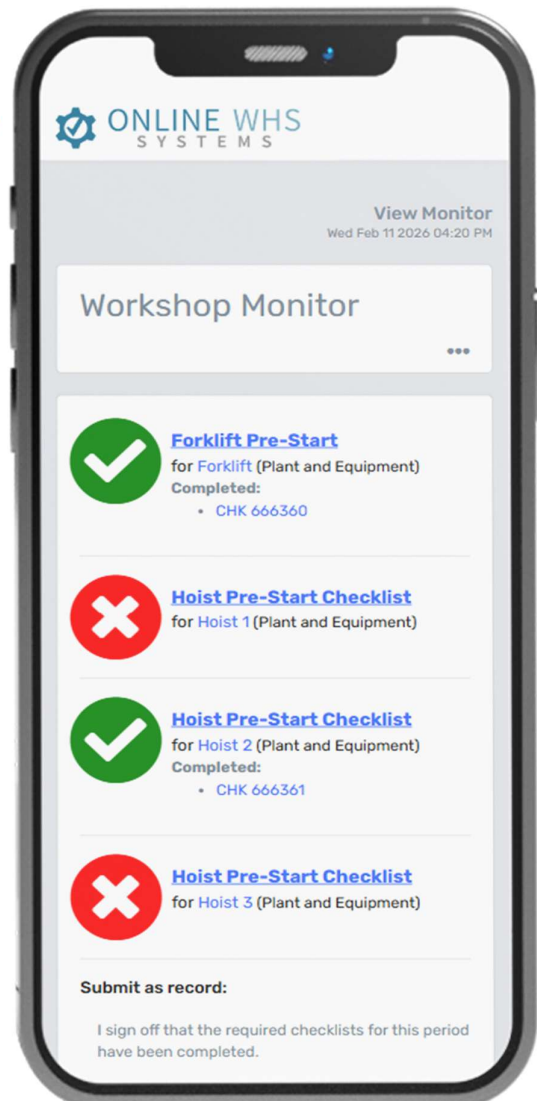 ONLINE WHS
SYSTEMS
View Monitor
Wed Feb 11 2026 04:20 PM
Workshop Monitor
Forklift Pre-Start
for Forklift (Plant and Equipment)
Completed:
• CHK 666360
Hoist Pre-Start Checklist
for Hoist 1 (Plant and Equipment)
Hoist Pre-Start Checklist
for Hoist 2 (Plant and Equipment)
Completed:
• CHK 666361
Hoist Pre-Start Checklist
for Hoist 3 (Plant and Equipment)
Submit as record:
I sign off that the required checklists for this period
have been completed.